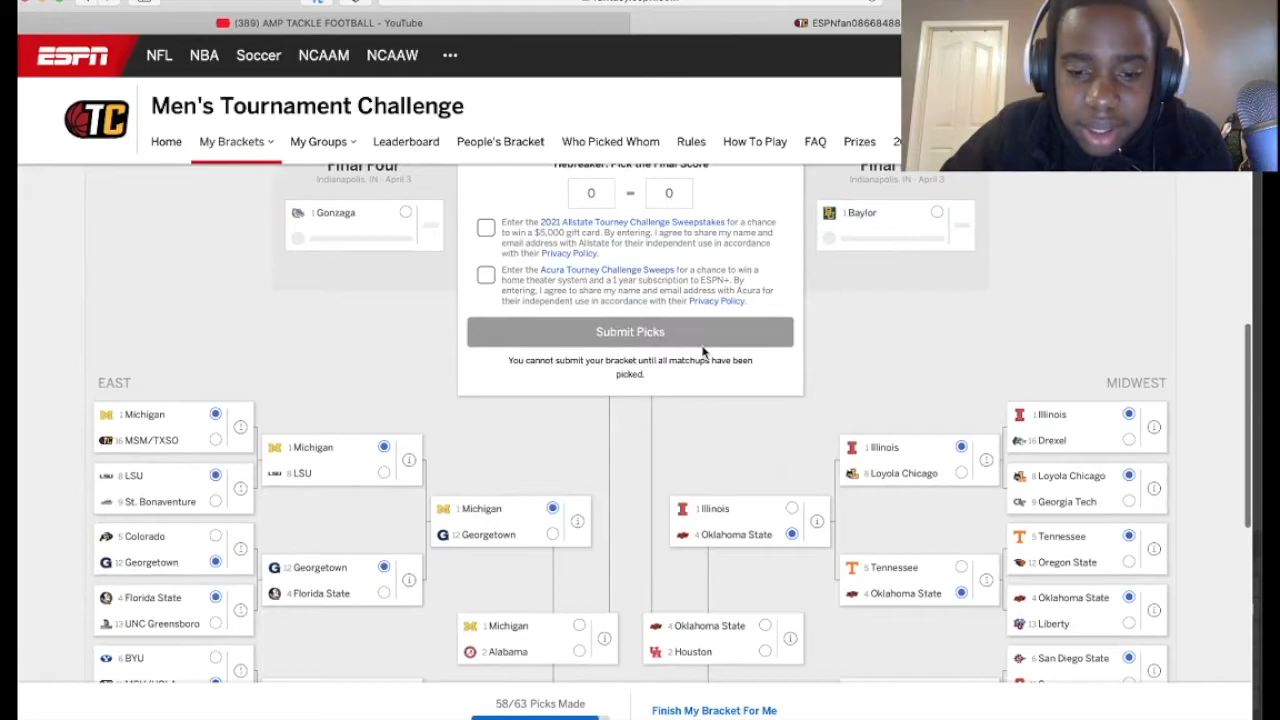 (389) AMP TACKLE FOOTBALL - YouTube
ESPNfan08668488
ESPN
NFL
NBA
Soccer
NCAAM
NCAAW
•••
TC
Men's Tournament Challenge
Home
My Brackets
My Groups
Leaderboard
People's Bracket
Who Picked Whom
Rules
How To Play
FAQ
Prizes
Final Four
Indianapolis, IN - April 3
1 Gonzaga
Tiebreaker: Pick the Final Score
0 - 0
Enter the 2021 Allstate Tourney Challenge Sweepstakes for a chance
to win a $5,000 gift card. By entering, I agree to share my name and
email address with Allstate for their independent use in accordance
with their Privacy Policy.
Enter the Acura Tourney Challenge Sweeps for a chance to win a
home theater system and a 1 year subscription to ESPN+. By
entering, I agree to share my name and email address with Acura for
their independent use in accordance with their Privacy Policy.
Submit Picks
You cannot submit your bracket until all matchups have been
picked.
Final
Indianapolis, IN - April 3
1 Baylor
EAST
1 Michigan
16 MSM/TXSO
8 LSU
9 St. Bonaventure
5 Colorado
12 Georgetown
4 Florida State
13 UNC Greensboro
6 BYU
1 Michigan
8 LSU
12 Georgetown
4 Florida State
1 Michigan
12 Georgetown
1 Michigan
2 Alabama
MIDWEST
1 Illinois
4 Oklahoma State
4 Oklahoma State
2 Houston
1 Illinois
8 Loyola Chicago
5 Tennessee
4 Oklahoma State
1 Illinois
16 Drexel
8 Loyola Chicago
9 Georgia Tech
5 Tennessee
12 Oregon State
4 Oklahoma State
13 Liberty
6 San Diego State
58/63 Picks Made
Finish My Bracket For Me